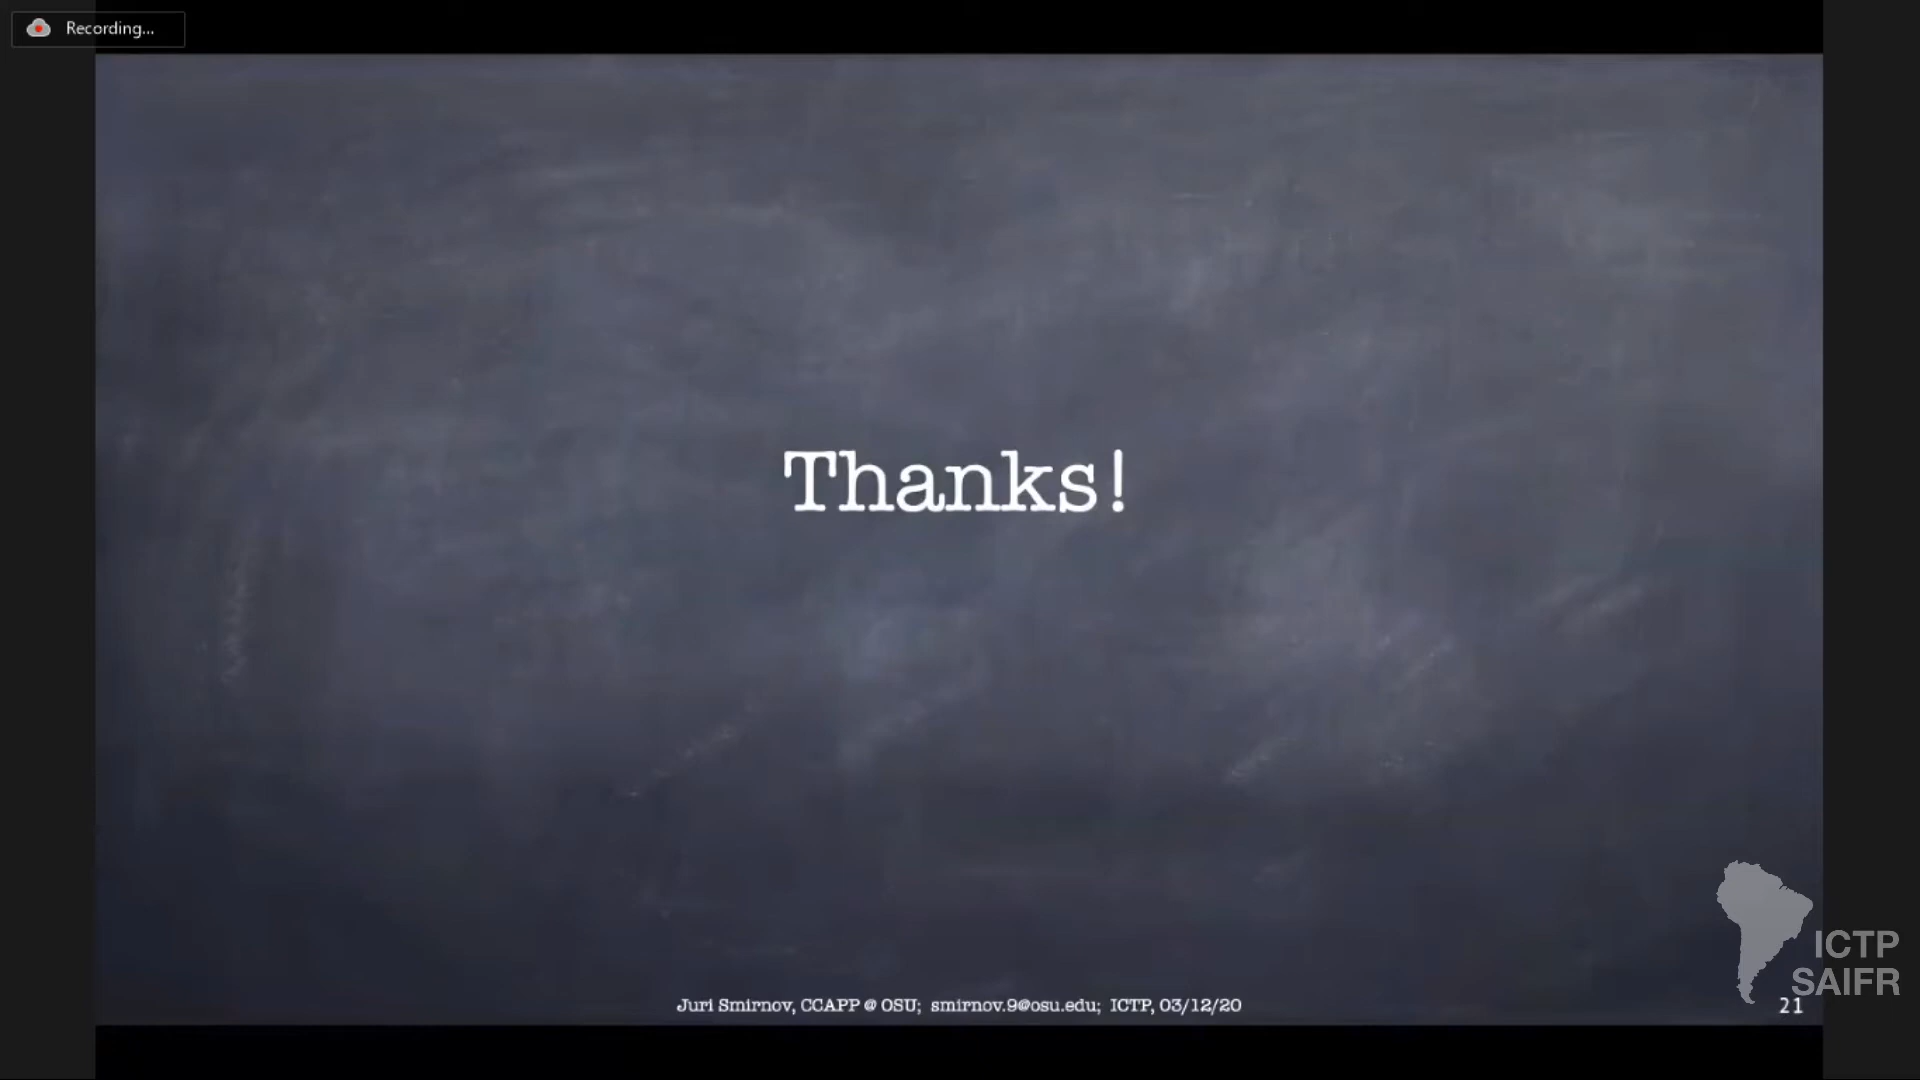 Recording...
Thanks!
Juri Smirnov, CCAPP @ OSU; smirnov.9@osu.edu; ICTP, 03/12/20
21
ICTP
SAIFR